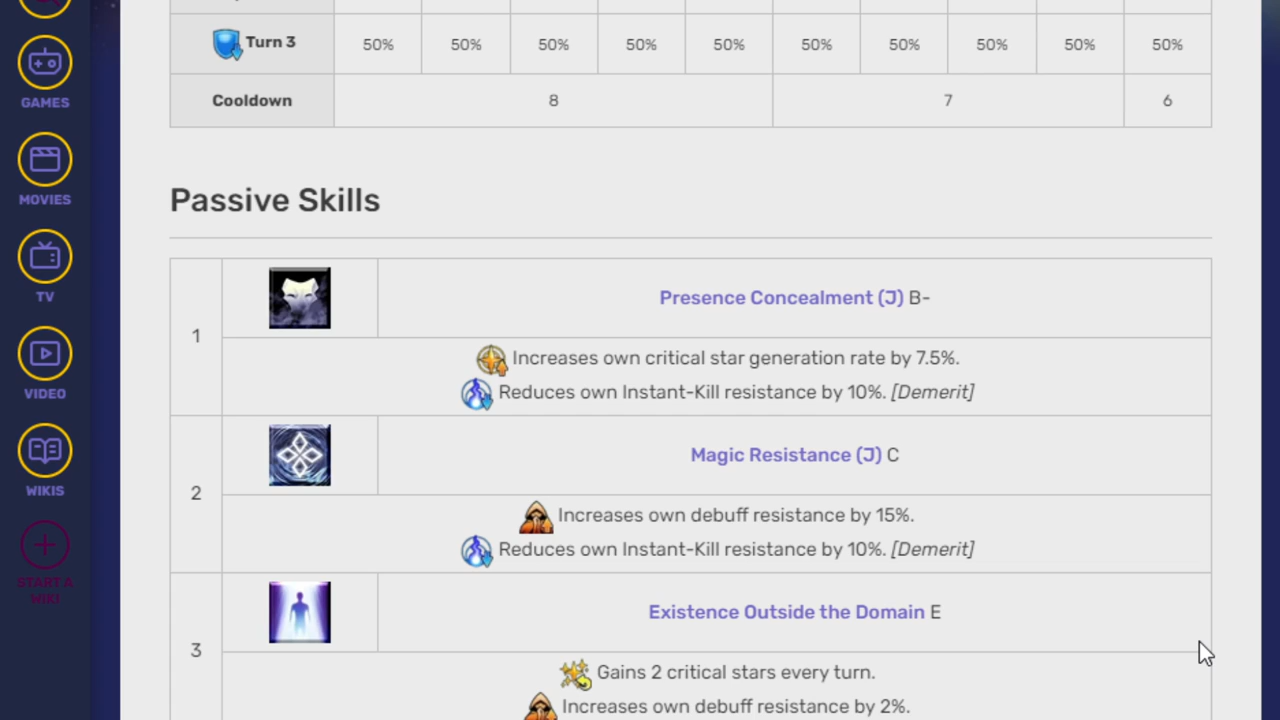 GAMES
MOVIES
TV
VIDEO
WIKIS
START A
WIKI
Turn 3 50% 50% 50% 50% 50% 50% 50% 50% 50% 50%
Cooldown 8 7 6
Passive Skills
1
Presence Concealment (J) B-
Increases own critical star generation rate by 7.5%.
Reduces own Instant-Kill resistance by 10%. [Demerit]
2
Magic Resistance (J) C
Increases own debuff resistance by 15%.
Reduces own Instant-Kill resistance by 10%. [Demerit]
3
Existence Outside the Domain E
Gains 2 critical stars every turn.
Increases own debuff resistance by 2%.